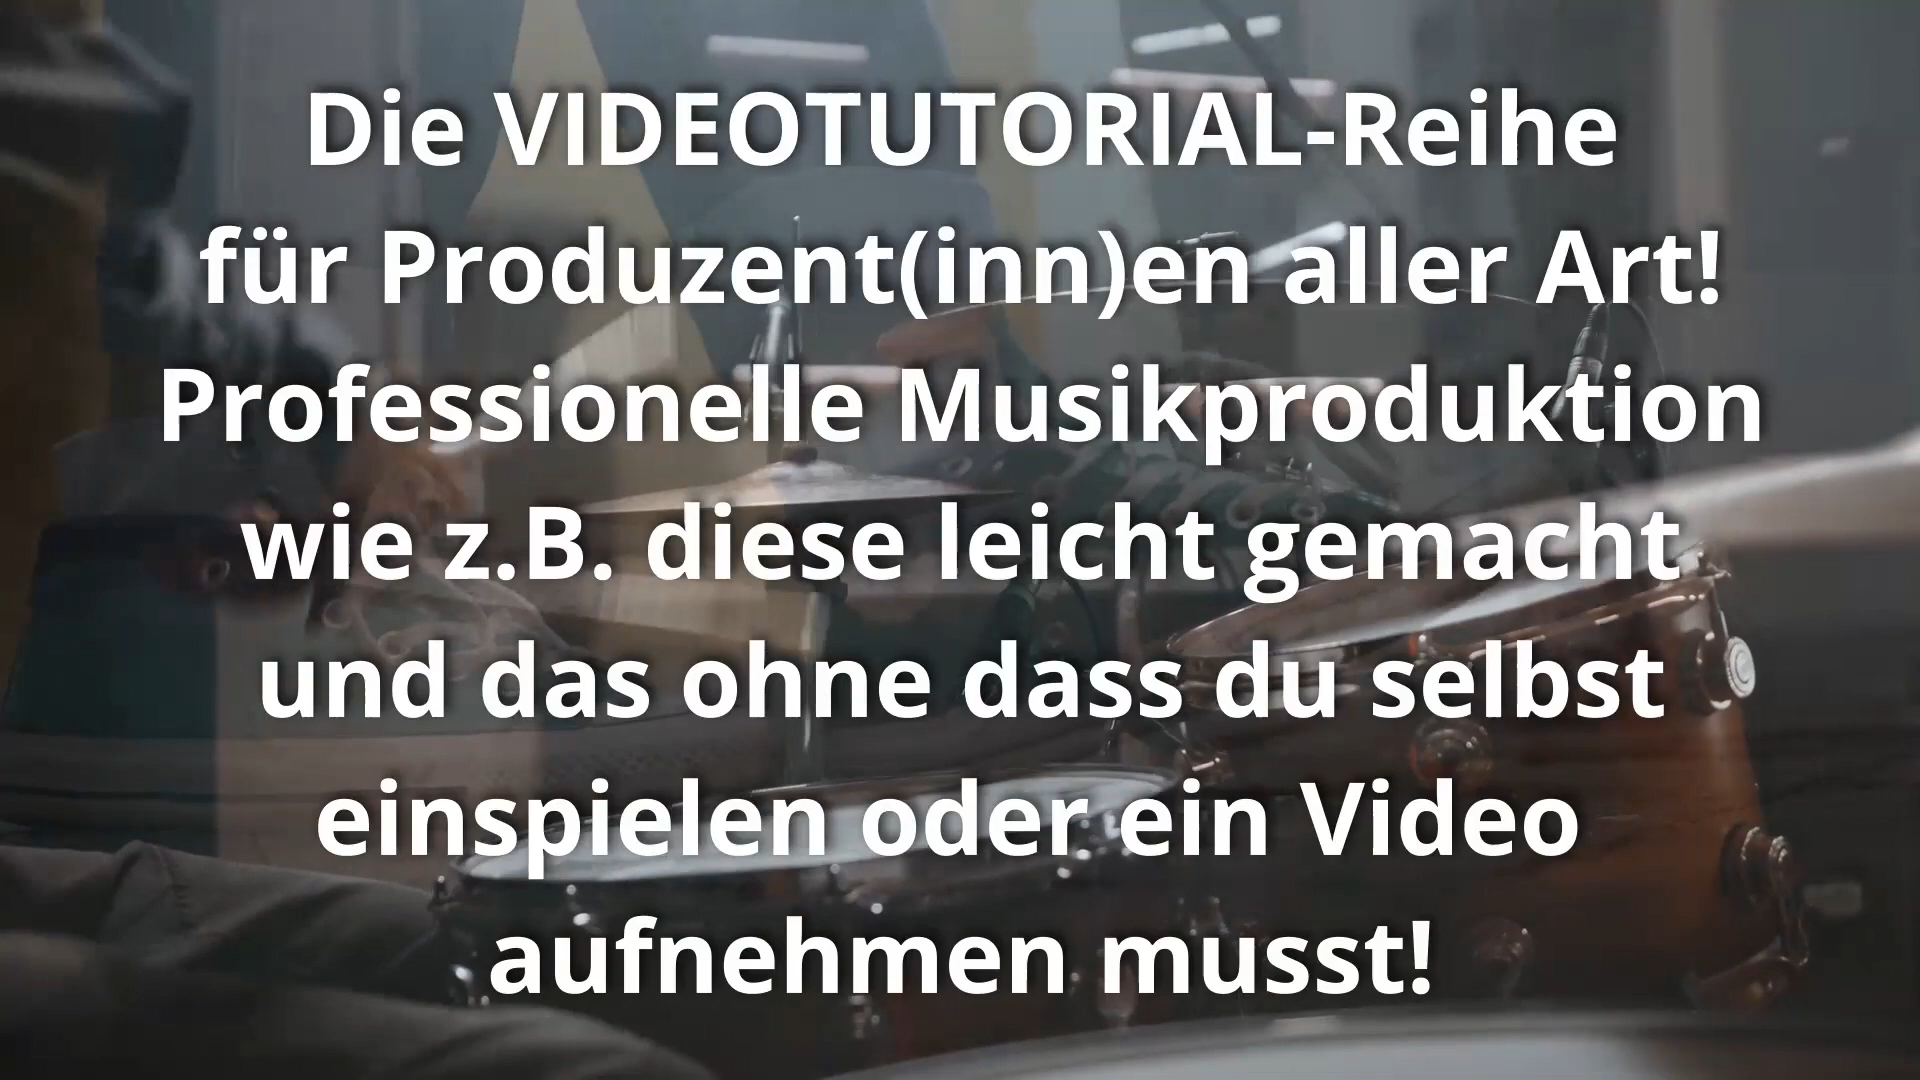 Die VIDEOTUTORIAL-Reihe
für Produzent(inn)en aller Art!
Professionelle Musikproduktion
wie z.B. diese leicht gemacht
und das ohne dass du selbst
einspielen oder ein Video
aufnehmen musst!